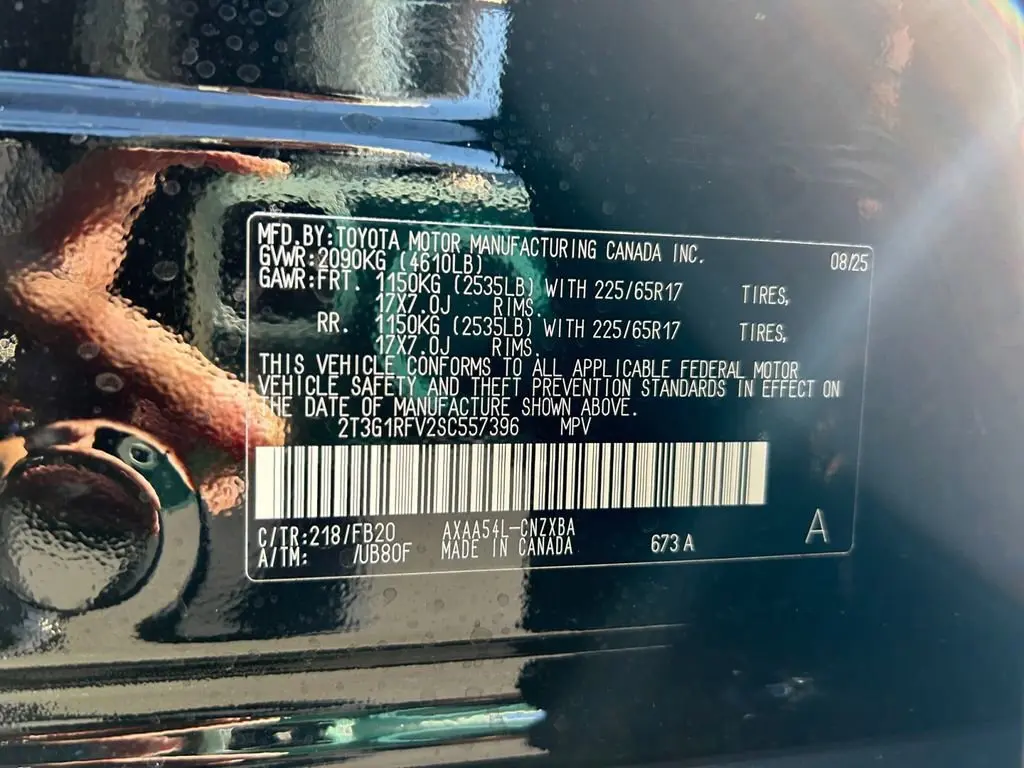 MFD.BY:TOYOTA MOTOR MANUFACTURING CANADA INC. 08/25
GVWR:2090KG (4610LB)
GAWR:FRT. 1150KG (2535LB) WITH 225/65R17 TIRES,
17X7.0J RIMS.
RR. 1150KG (2535LB) WITH 225/65R17 TIRES,
17X7.0J RIMS.
THIS VEHICLE CONFORMS TO ALL APPLICABLE FEDERAL MOTOR
VEHICLE SAFETY AND THEFT PREVENTION STANDARDS IN EFFECT ON
THE DATE OF MANUFACTURE SHOWN ABOVE.
2T3G1RFV2SC557396 MPV
C/TR:218/FB20 AXAA54L-CNZXBA
A/TM: /UB80F MADE IN CANADA 673A A